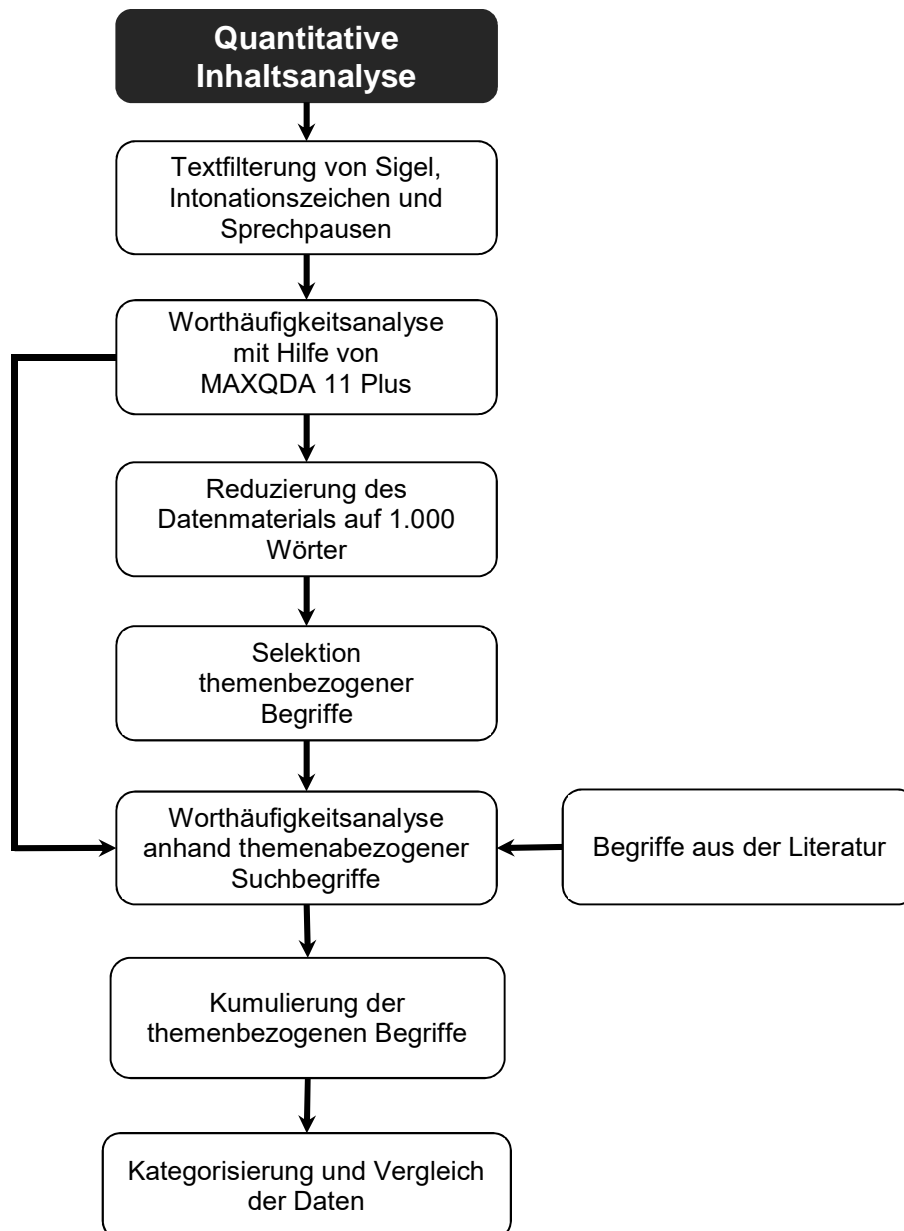 Quantitative
Inhaltsanalyse
Textfilterung von Sigel,
Intonationszeichen und
Sprechpausen
Worthäufigkeitsanalyse
mit Hilfe von
MAXQDA 11 Plus
Reduzierung des
Datenmaterials auf 1.000
Wörter
Selektion
themenbezogener
Begriffe
Worthäufigkeitsanalyse
anhand themenabezogener
Suchbegriffe
Begriffe aus der Literatur
Kumulierung der
themenbezogenen Begriffe
Kategorisierung und Vergleich
der Daten